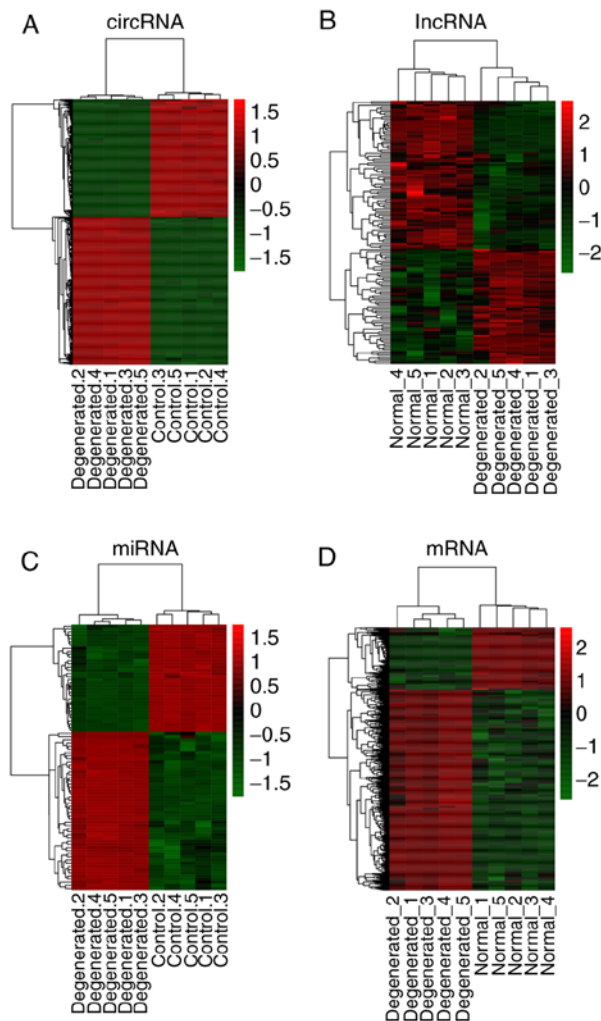 A
circRNA
1.5
1
0.5
0
−0.5
−1
−1.5
Degenerated.2
Degenerated.4
Degenerated.1
Degenerated.3
Degenerated.5
Control.3
Control.5
Control.1
Control.2
Control.4
B
lncRNA
2
1
0
−1
−2
Normal_4
Normal_5
Normal_1
Normal_2
Normal_3
Degenerated_2
Degenerated_5
Degenerated_4
Degenerated_1
Degenerated_3
C
miRNA
1.5
1
0.5
0
−0.5
−1
−1.5
Degenerated.2
Degenerated.4
Degenerated.5
Degenerated.1
Degenerated.3
Control.2
Control.4
Control.5
Control.1
Control.3
D
mRNA
2
1
0
−1
−2
Degenerated_2
Degenerated_1
Degenerated_3
Degenerated_4
Degenerated_5
Normal_1
Normal_5
Normal_2
Normal_3
Normal_4